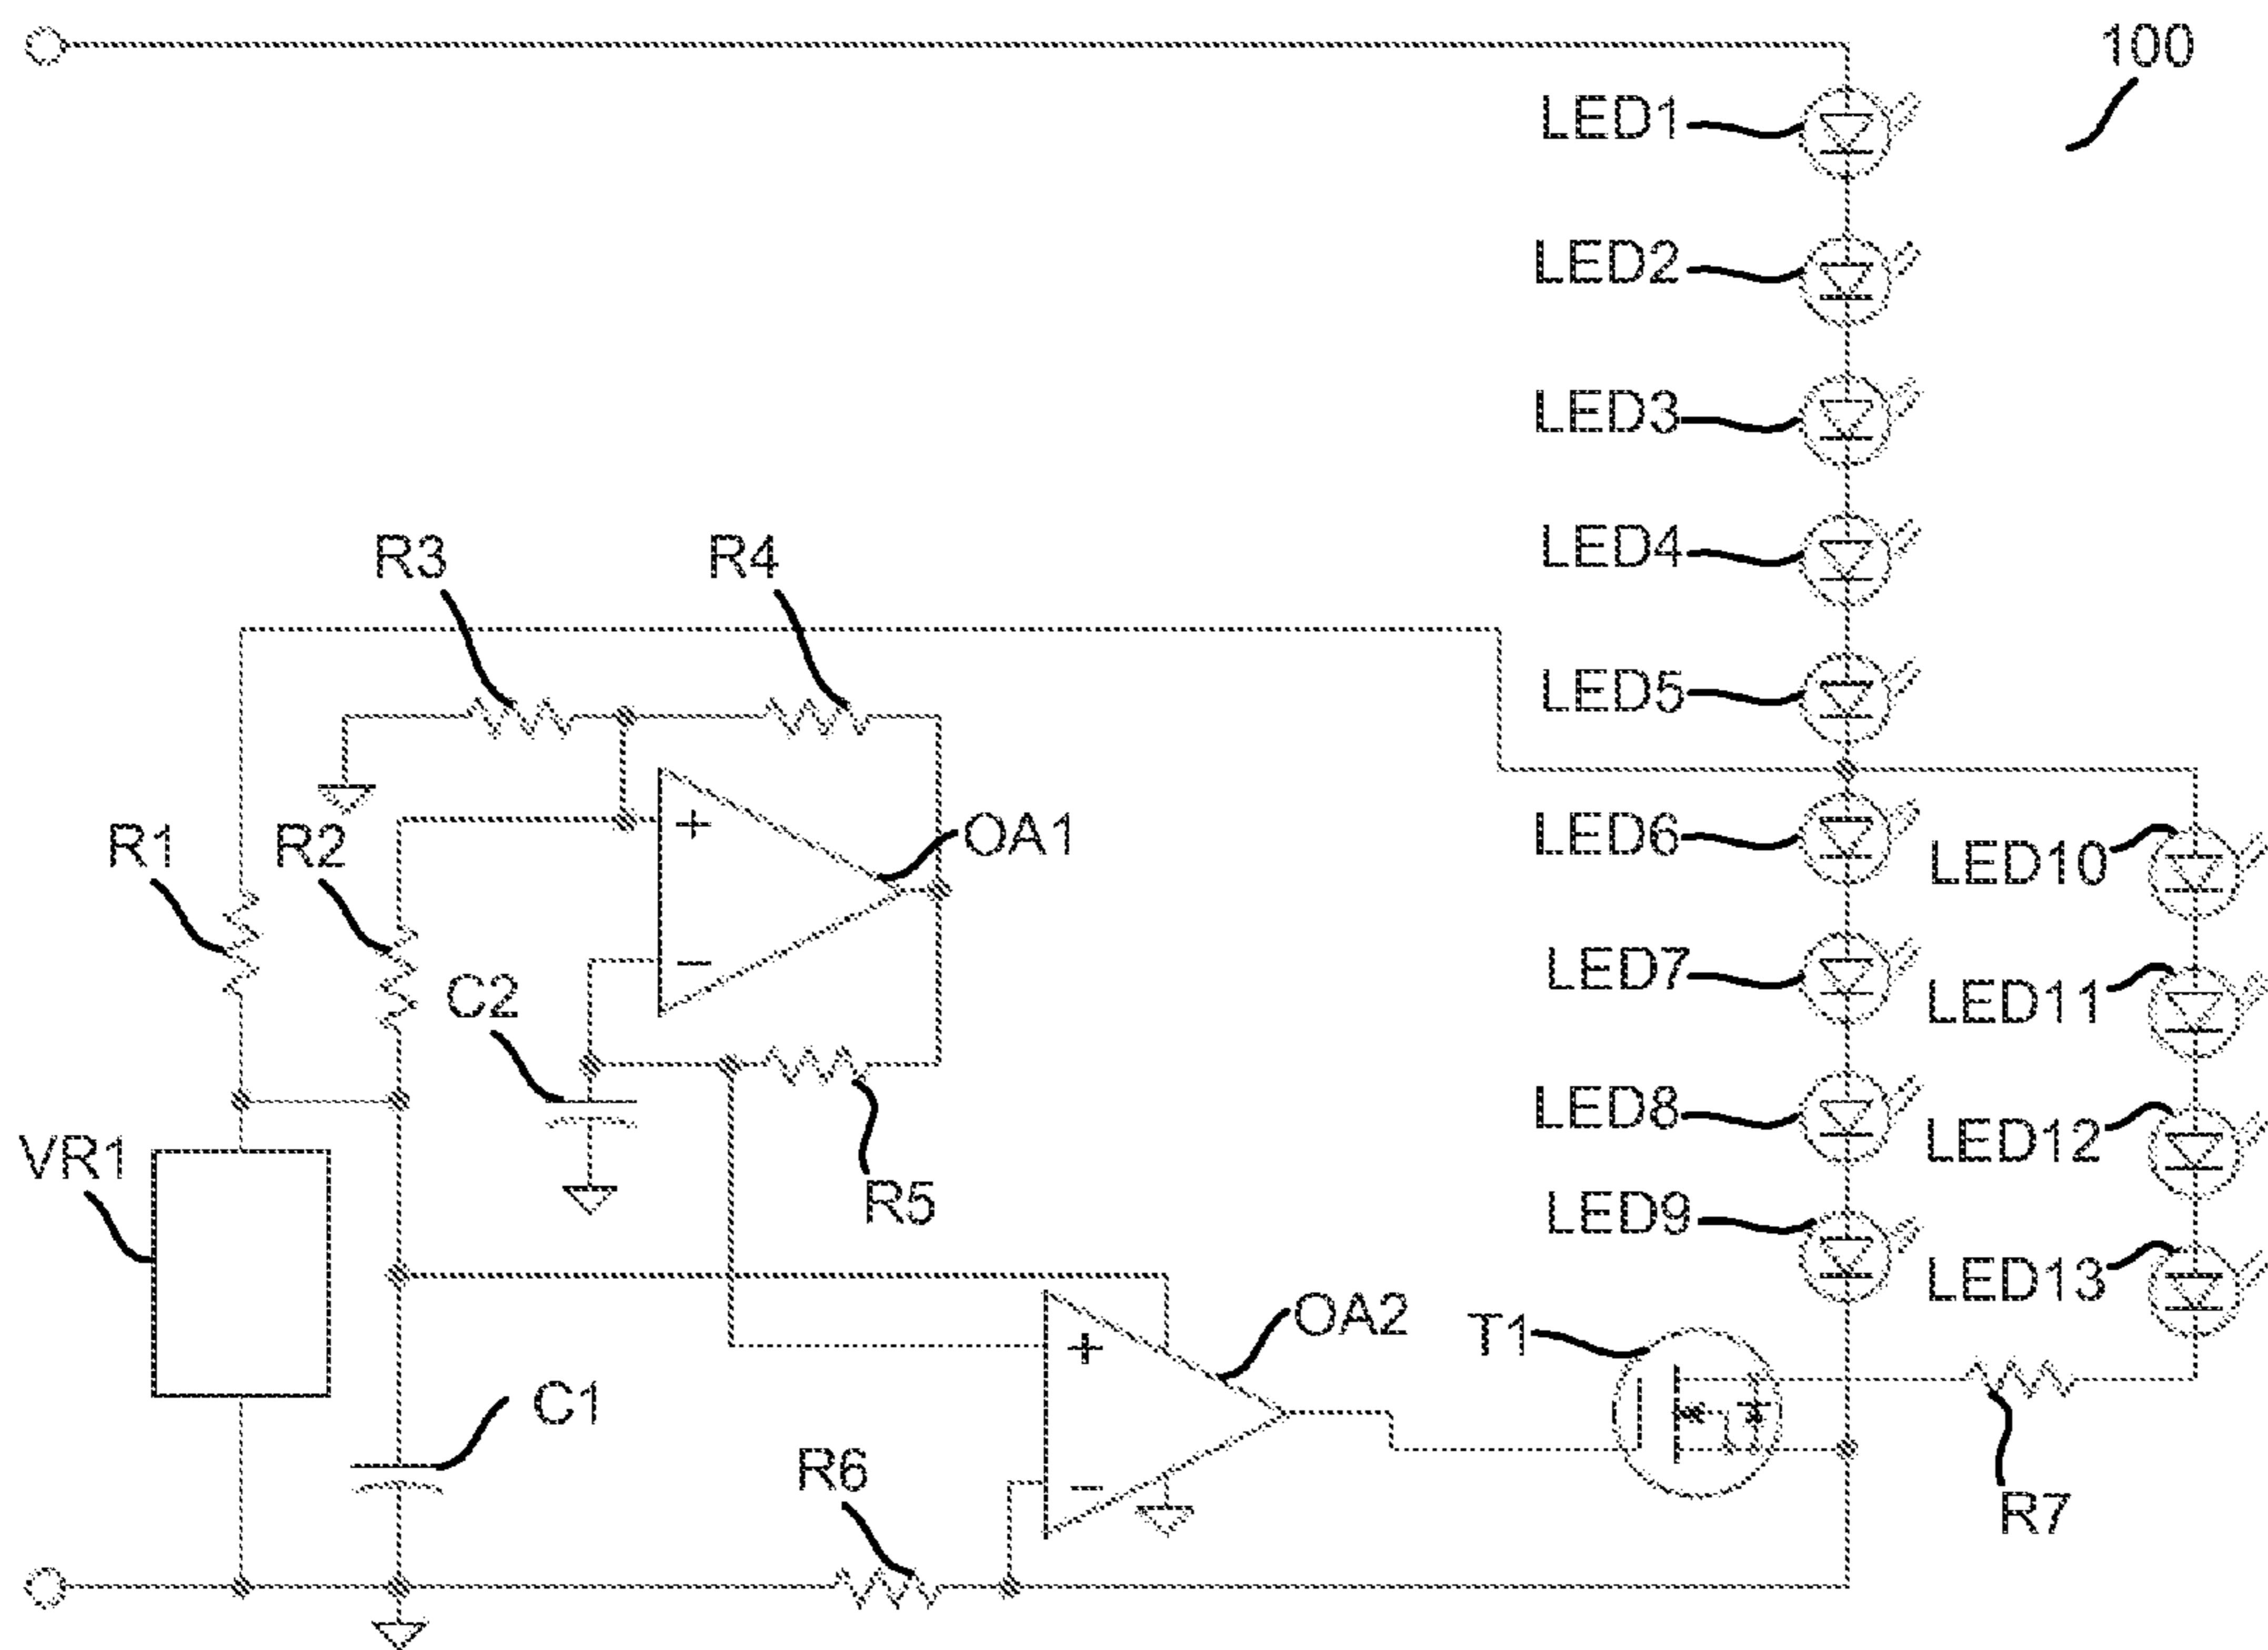 100
LED1
LED2
LED3
LED4
R3 R4
LED5
R1 R2 OA1 LED6 LED10
C2 LED7 LED11
VR1 R5 LED8 LED12
LED9 LED13
+
-
OA2 T1
+
-
C1
R6 R7